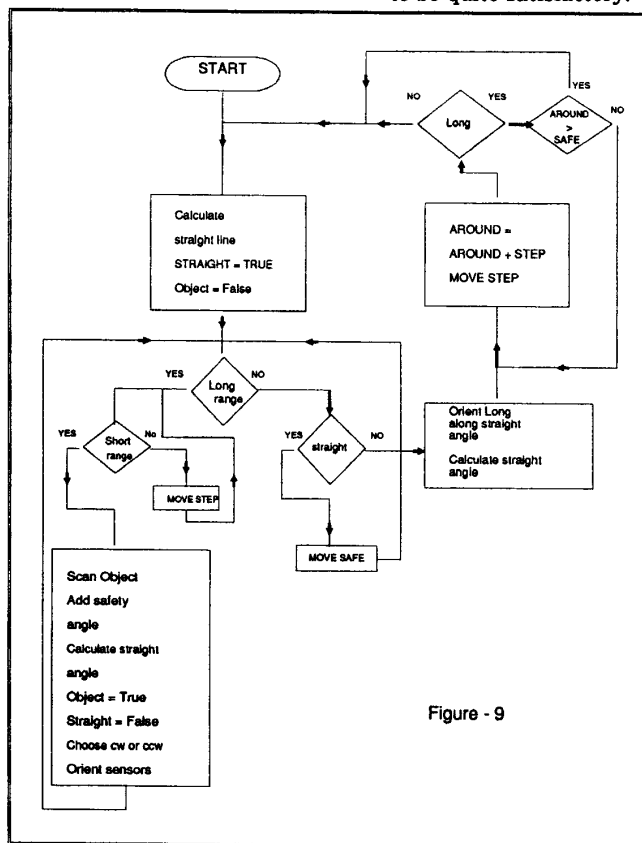 to be quite satisfactory.
START
YES
NO
YES
NO
Long
AROUND
>
SAFE
Calculate
straight line
STRAIGHT = TRUE
Object = False
AROUND =
AROUND + STEP
MOVE STEP
YES
NO
Long
range
YES
No
Short
range
YES
NO
straight
Orient Long
along straight
angle
Calculate straight
angle
MOVE STEP
MOVE SAFE
Scan Object
Add safety
angle
Calculate straight
angle
Object = True
Straight = False
Choose cw or ccw
Orient sensors
Figure - 9